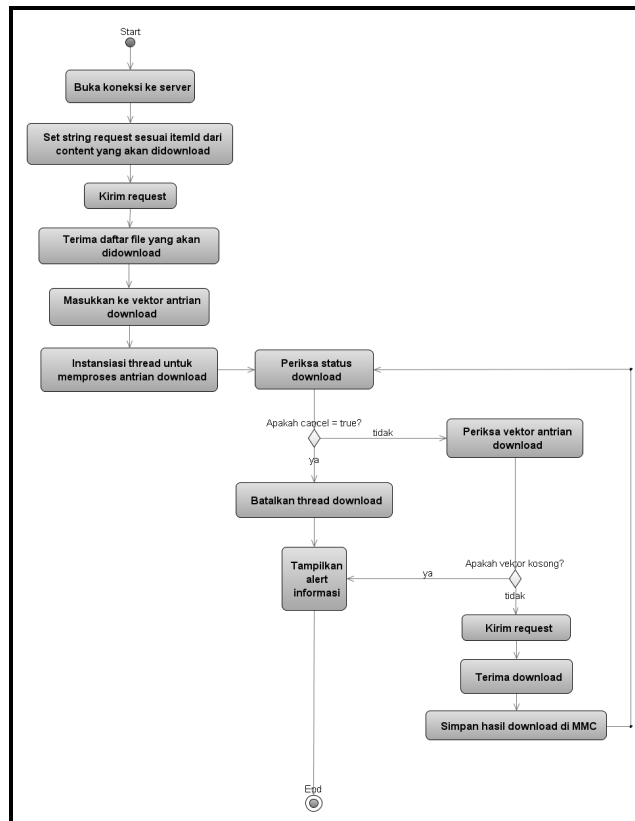 Start
Buka koneksi ke server
Set string request sesuai itemId dari
content yang akan didownload
Kirim request
Terima daftar file yang akan
didownload
Masukkan ke vektor antrian
download
Instansiasi thread untuk
memproses antrian download
Periksa status
download
Apakah cancel = true?
tidak
ya
Periksa vektor antrian
download
Batalkan thread download
Tampilkan
alert
informasi
Apakah vektor kosong?
ya
tidak
Kirim request
Terima download
Simpan hasil download di MMC
End